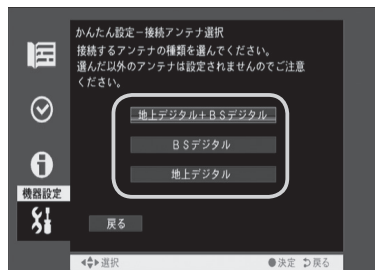 かんたん設定－接続アンテナ選択
接続するアンテナの種類を選んでください。
選んだ以外のアンテナは設定されませんのでご注意
ください。
地上デジタル＋ＢＳデジタル
ＢＳデジタル
地上デジタル
機器設定
戻る
選択 ●決定 戻る